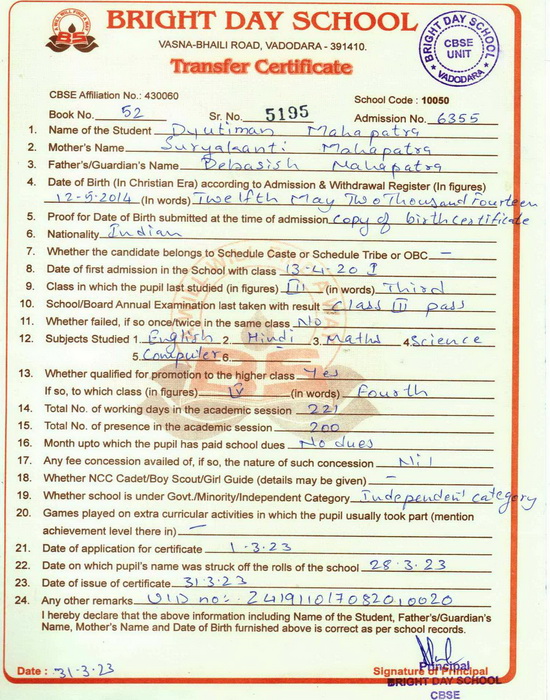 BRIGHT DAY SCHOOL
VASNA-BHAILI ROAD, VADODARA - 391410.
Transfer Certificate
BRIGHT DAY SCHOOL
CBSE
UNIT
VADODARA
CBSE Affiliation No.: 430060
School Code : 10050
Book No. 52 Sr. No. 5195 Admission No. 6355
1. Name of the Student Dyutiman Mahapatra
2. Mother's Name Suryakanti Mahapatra
3. Father's/Guardian's Name Debasish Mahapatra
4. Date of Birth (In Christian Era) according to Admission & Withdrawal Register (In figures)
12-5-2014 (In words) Twelfth May Two Thousand Fourteen
5. Proof for Date of Birth submitted at the time of admission copy of birth certificate
6. Nationality Indian
7. Whether the candidate belongs to Schedule Caste or Schedule Tribe or OBC —
8. Date of first admission in the School with class 13-4-20 I
9. Class in which the pupil last studied (in figures) III (in words) Third
10. School/Board Annual Examination last taken with result Class III pass
11. Whether failed, if so once/twice in the same class No
12. Subjects Studied 1. English 2. Hindi 3. Maths 4. Science
5. Computer 6.
13. Whether qualified for promotion to the higher class Yes
If so, to which class (in figures) IV (in words) Fourth
14. Total No. of working days in the academic session 221
15. Total No. of presence in the academic session 200
16. Month upto which the pupil has paid school dues No dues
17. Any fee concession availed of, if so, the nature of such concession Nil
18. Whether NCC Cadet/Boy Scout/Girl Guide (details may be given) —
19. Whether school is under Govt./Minority/Independent Category Independent category
20. Games played on extra curricular activities in which the pupil usually took part (mention
achievement level there in) —
21. Date of application for certificate 1-3-23
22. Date on which pupil's name was struck off the rolls of the school 28-3-23
23. Date of issue of certificate 31-3-23
24. Any other remarks UID no:- 241911017082010020
I hereby declare that the above information including Name of the Student, Father's/Guardian's
Name, Mother's Name and Date of Birth furnished above is correct as per school records.
Date : 31-3-23
Signature of Principal
Principal
BRIGHT DAY SCHOOL
CBSE